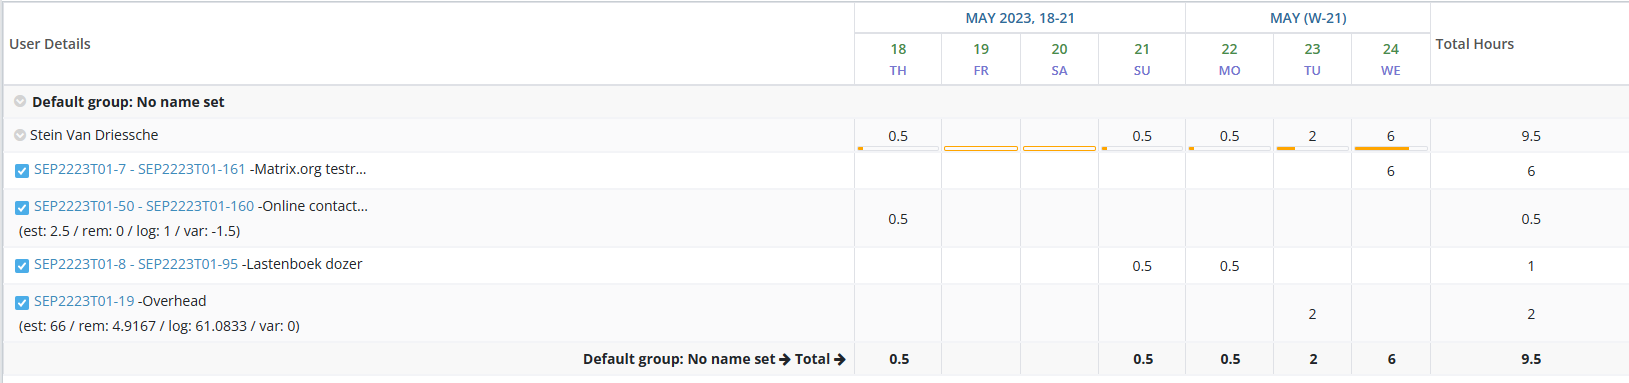 User Details MAY 2023, 18-21 MAY (W-21) Total Hours
18 19 20 21 22 23 24
TH FR SA SU MO TU WE
Default group: No name set
Stein Van Driessche 0.5 0.5 0.5 2 6 9.5
SEP2223T01-7 - SEP2223T01-161 -Matrix.org testr... 6 6
SEP2223T01-50 - SEP2223T01-160 -Online contact... 0.5 0.5
(est: 2.5 / rem: 0 / log: 1 / var: -1.5)
SEP2223T01-8 - SEP2223T01-95 -Lastenboek dozer 0.5 0.5 1
SEP2223T01-19 -Overhead 2 2
(est: 66 / rem: 4.9167 / log: 61.0833 / var: 0)
Default group: No name set → Total → 0.5 0.5 0.5 2 6 9.5